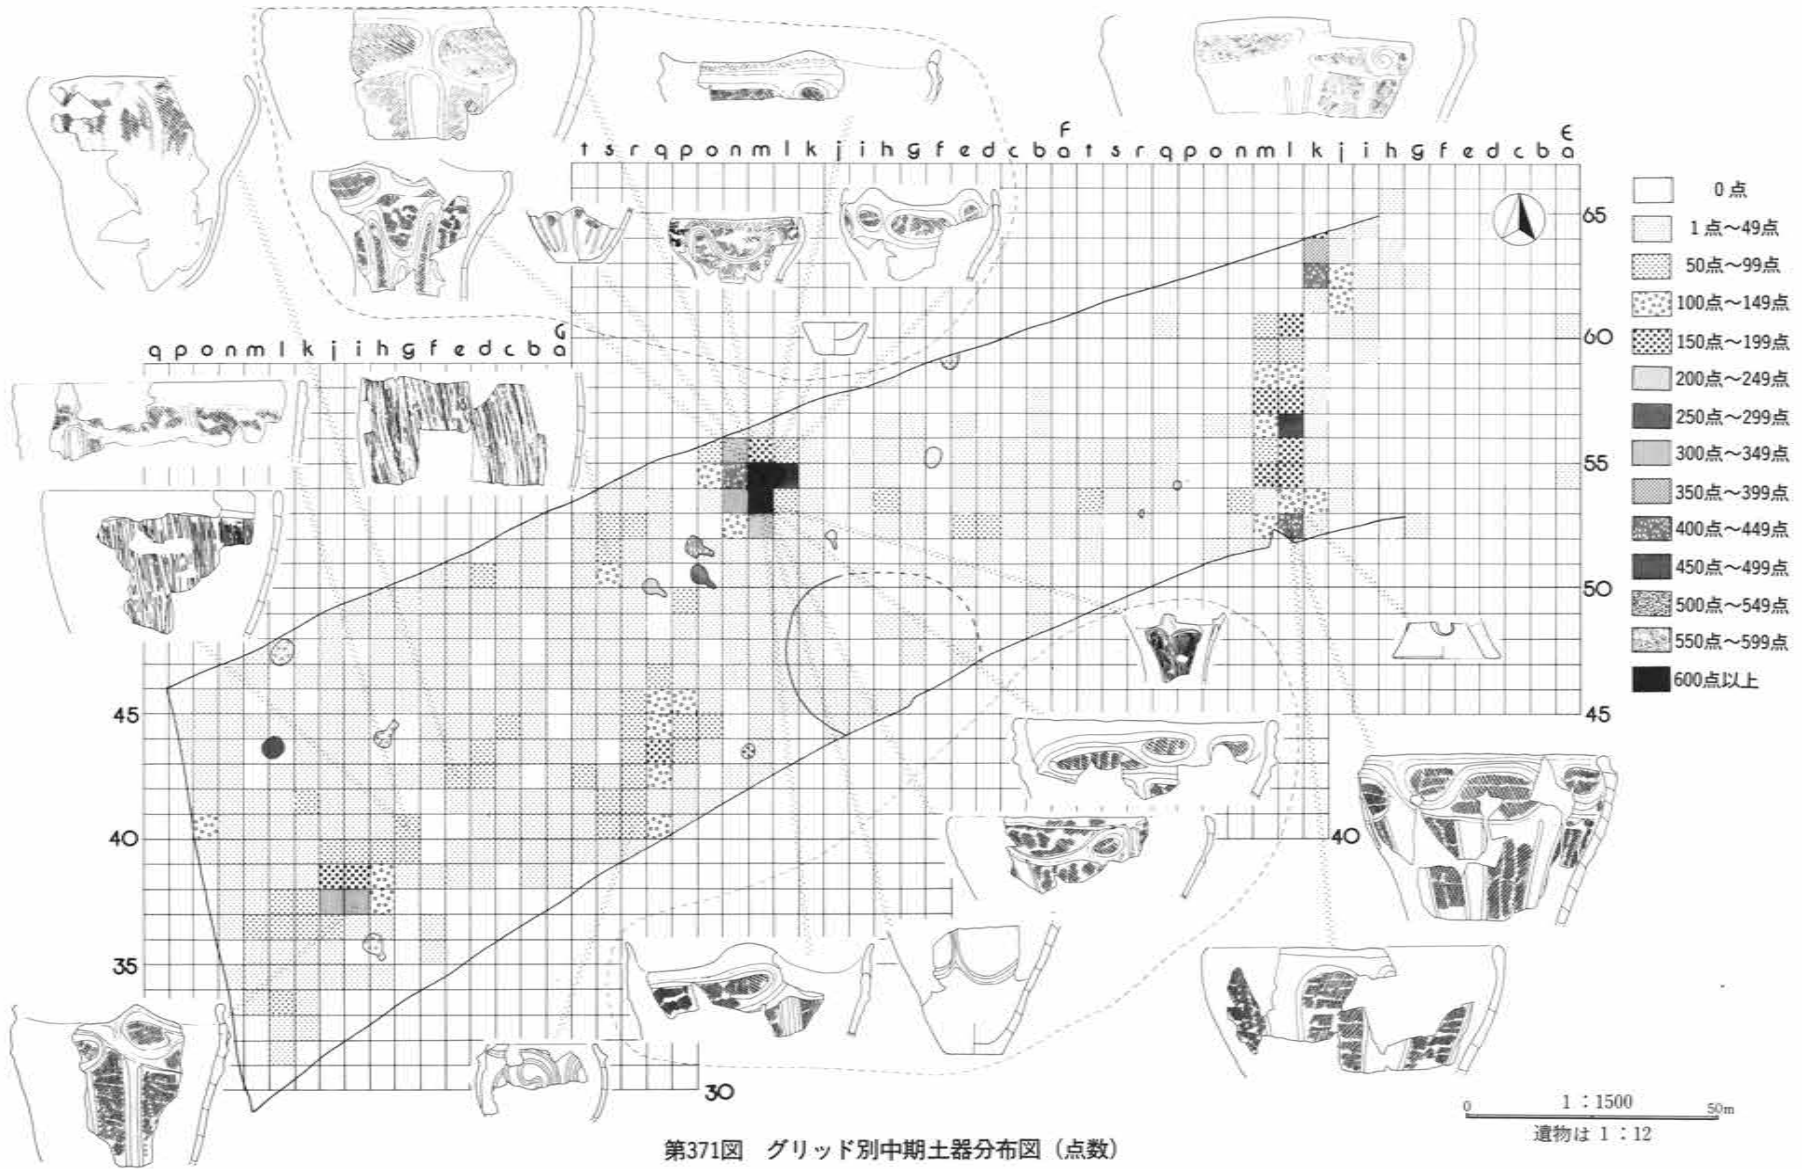 F
E
t s r q p o n m l k j i h g f e d c b a t s r q p o n m l k j i h g f e d c b a
G
q p o n m l k j i h g f e d c b a
65
60
55
50
45
45
40
40
35
30
0点
1点～49点
50点～99点
100点～149点
150点～199点
200点～249点
250点～299点
300点～349点
350点～399点
400点～449点
450点～499点
500点～549点
550点～599点
600点以上
0 1：1500 50m
遺物は 1：12
第371図 グリッド別中期土器分布図（点数）